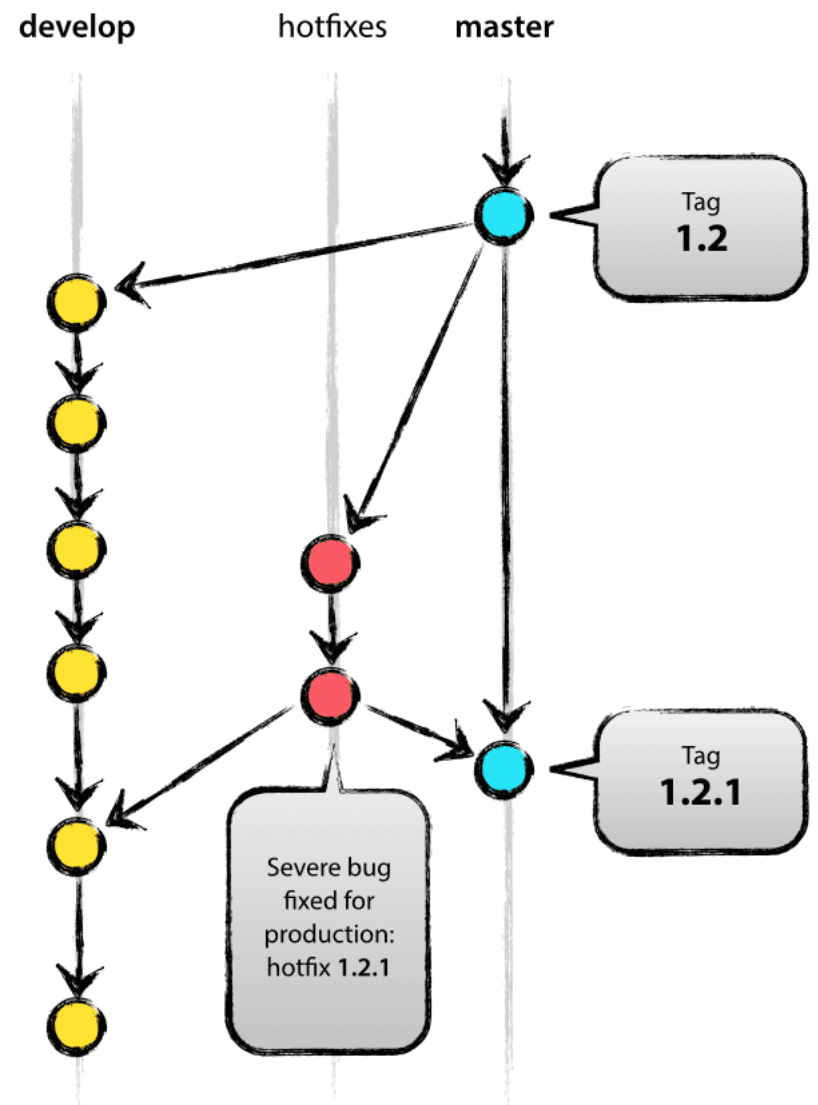 develop
hotfixes
master
Tag
1.2
Tag
1.2.1
Severe bug
fixed for
production:
hotfix 1.2.1